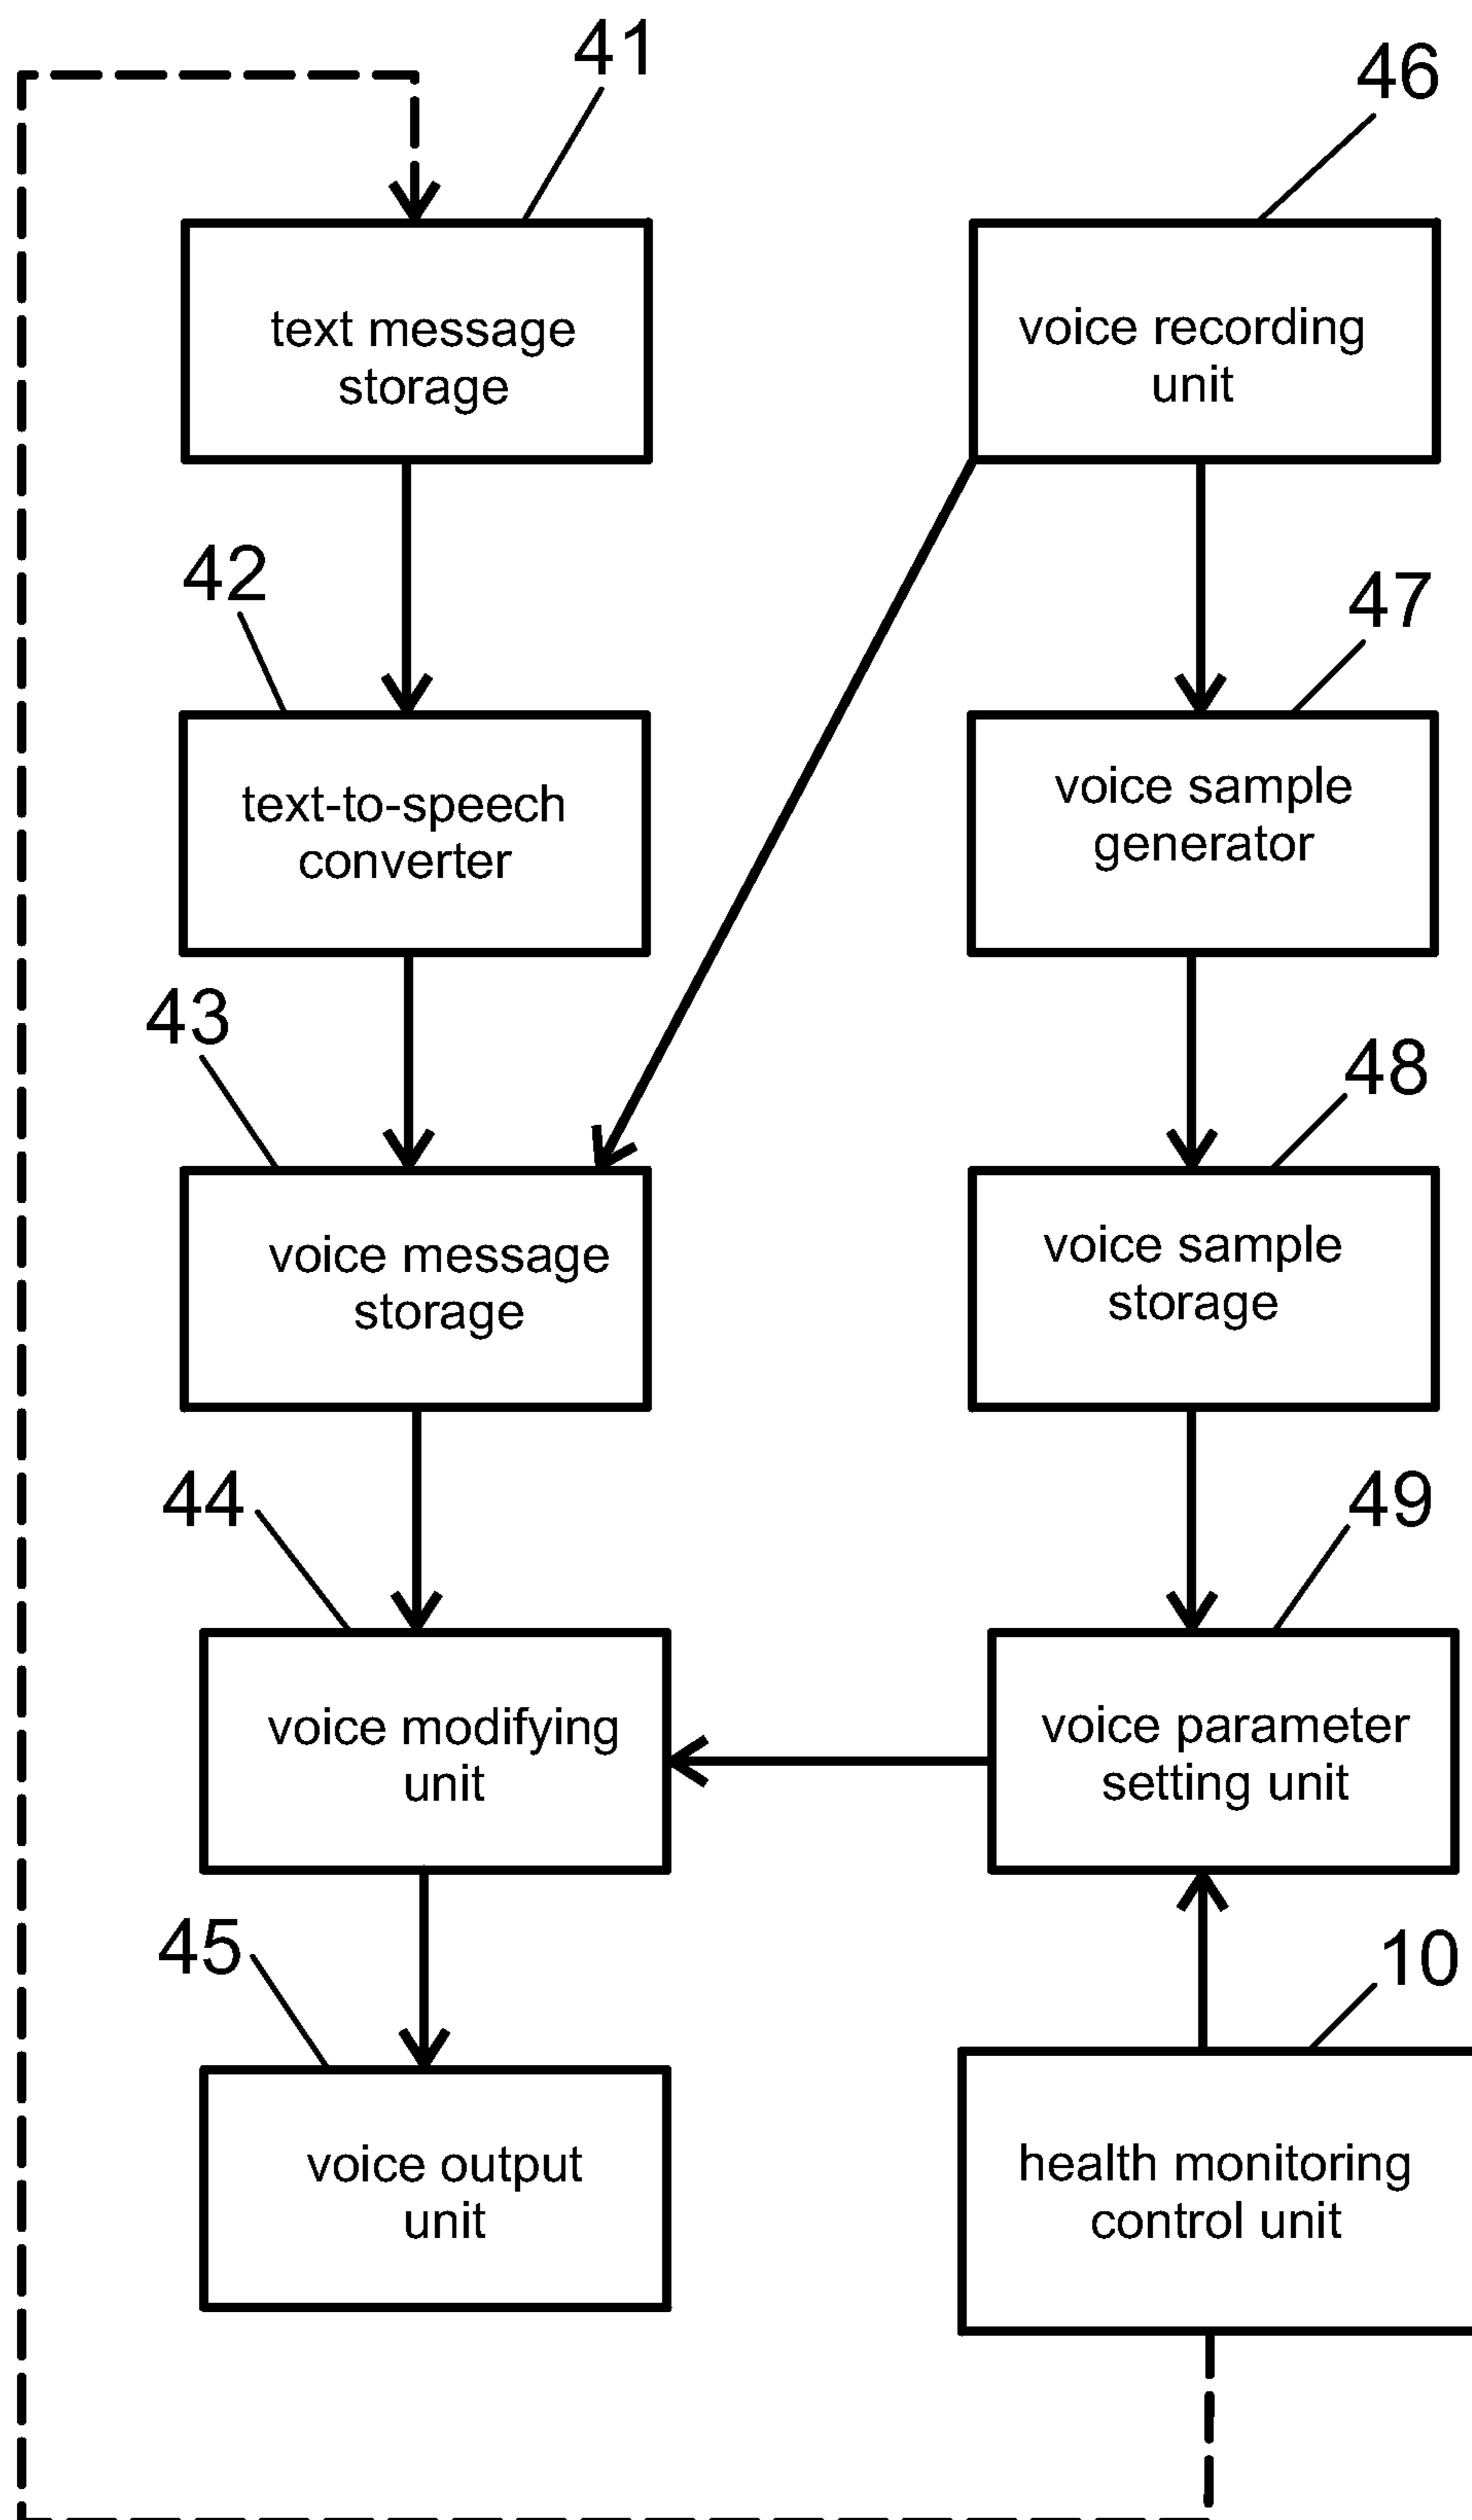 41
46
text message
storage
voice recording
unit
42
47
text-to-speech
converter
voice sample
generator
43
48
voice message
storage
voice sample
storage
44
49
voice modifying
unit
voice parameter
setting unit
45
10
voice output
unit
health monitoring
control unit